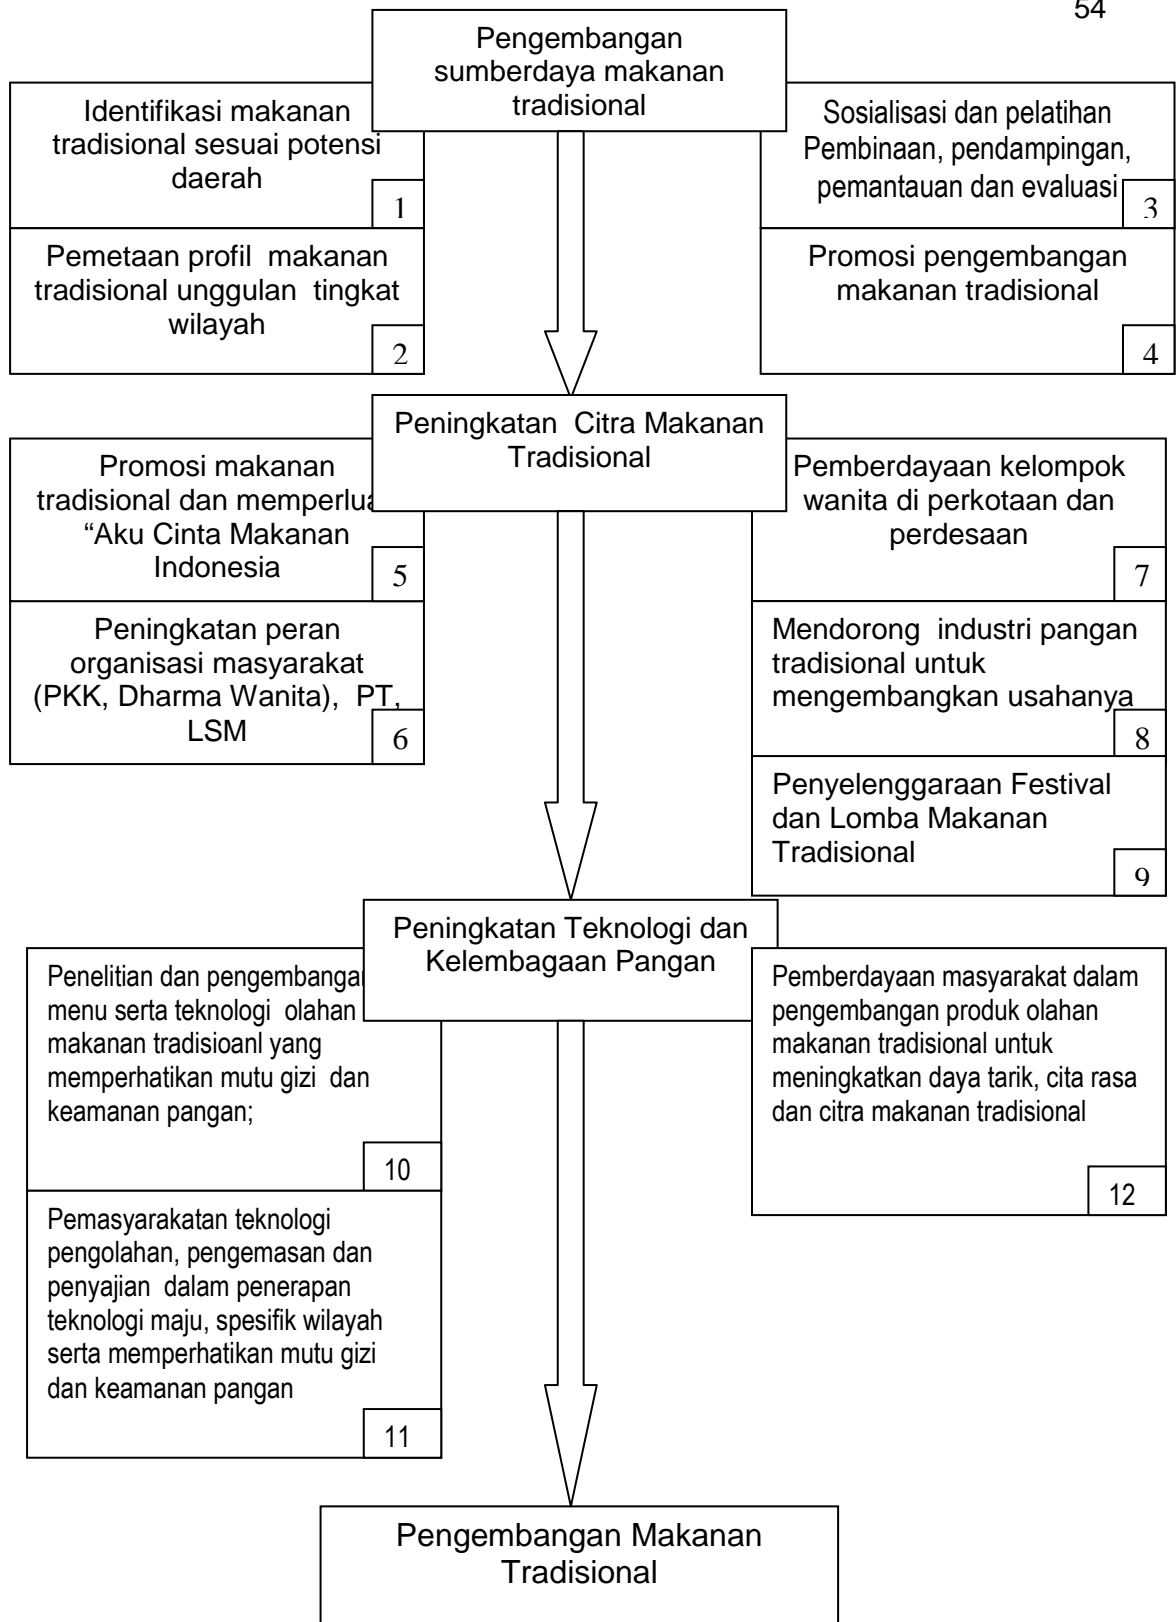 54
Pengembangan
sumberdaya makanan
tradisional
Identifikasi makanan
tradisional sesuai potensi
daerah
1
Pemetaan profil makanan
tradisional unggulan tingkat
wilayah
2
Sosialisasi dan pelatihan
Pembinaan, pendampingan,
pemantauan dan evaluasi
3
Promosi pengembangan
makanan tradisional
4
Peningkatan Citra Makanan
Tradisional
Promosi makanan
tradisional dan memperlua
“Aku Cinta Makanan
Indonesia
5
Peningkatan peran
organisasi masyarakat
(PKK, Dharma Wanita), PT,
LSM
6
Pemberdayaan kelompok
wanita di perkotaan dan
perdesaan
7
Mendorong industri pangan
tradisional untuk
mengembangkan usahanya
8
Penyelenggaraan Festival
dan Lomba Makanan
Tradisional
9
Peningkatan Teknologi dan
Kelembagaan Pangan
Penelitian dan pengembangan
menu serta teknologi olahan
makanan tradisioanl yang
memperhatikan mutu gizi dan
keamanan pangan;
10
Pemasyarakatan teknologi
pengolahan, pengemasan dan
penyajian dalam penerapan
teknologi maju, spesifik wilayah
serta memperhatikan mutu gizi
dan keamanan pangan
11
Pemberdayaan masyarakat dalam
pengembangan produk olahan
makanan tradisional untuk
meningkatkan daya tarik, cita rasa
dan citra makanan tradisional
12
Pengembangan Makanan
Tradisional